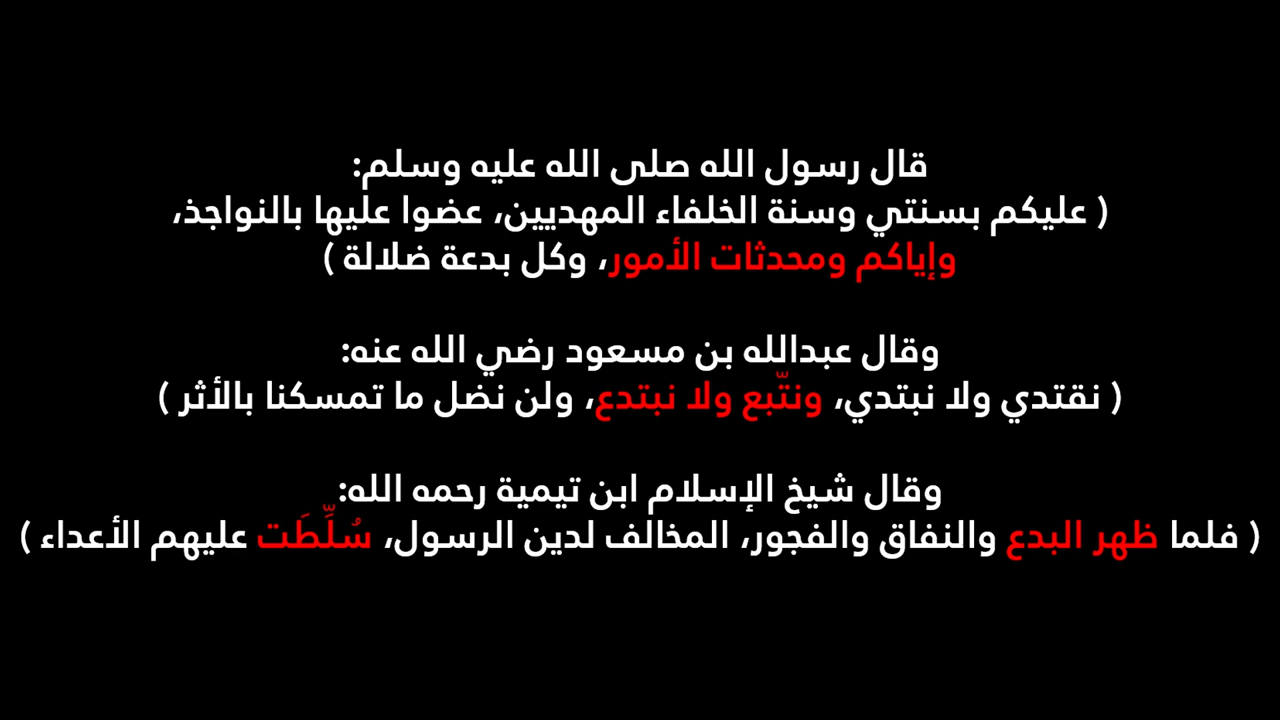 قال رسول الله صلى الله عليه وسلم:
( عليكم بسنتي وسنة الخلفاء المهديين، عضوا عليها بالنواجذ،
وإياكم ومحدثات الأمور، وكل بدعة ضلالة )
وقال عبدالله بن مسعود رضي الله عنه:
( نقتدي ولا نبتدي، ونتّبع ولا نبتدع، ولن نضل ما تمسكنا بالأثر )
وقال شيخ الإسلام ابن تيمية رحمه الله:
( فلما ظهر البدع والنفاق والفجور، المخالف لدين الرسول، سُلِّطَت عليهم الأعداء )